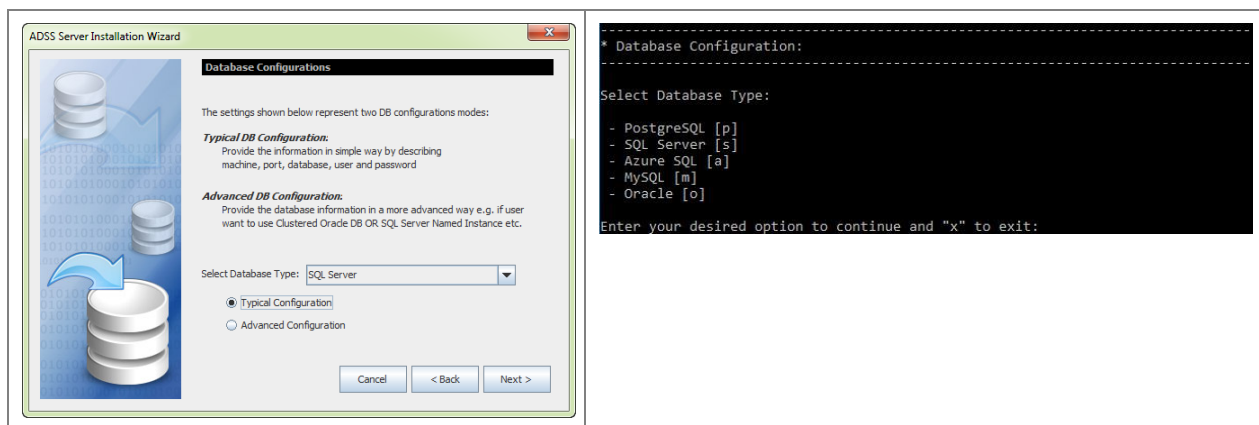 ADSS Server Installation Wizard
Database Configurations
The settings shown below represent two DB configurations modes:
Typical DB Configuration:
Provide the information in simple way by describing
machine, port, database, user and password
Advanced DB Configuration:
Provide the database information in a more advanced way e.g. if user
want to use Clustered Oracle DB OR SQL Server Named Instance etc.
Select Database Type: SQL Server
Typical Configuration
Advanced Configuration
Cancel < Back Next >
* Database Configuration:
Select Database Type:
- PostgreSQL [p]
- SQL Server [s]
- Azure SQL [a]
- MySQL [m]
- Oracle [o]
Enter your desired option to continue and "x" to exit: